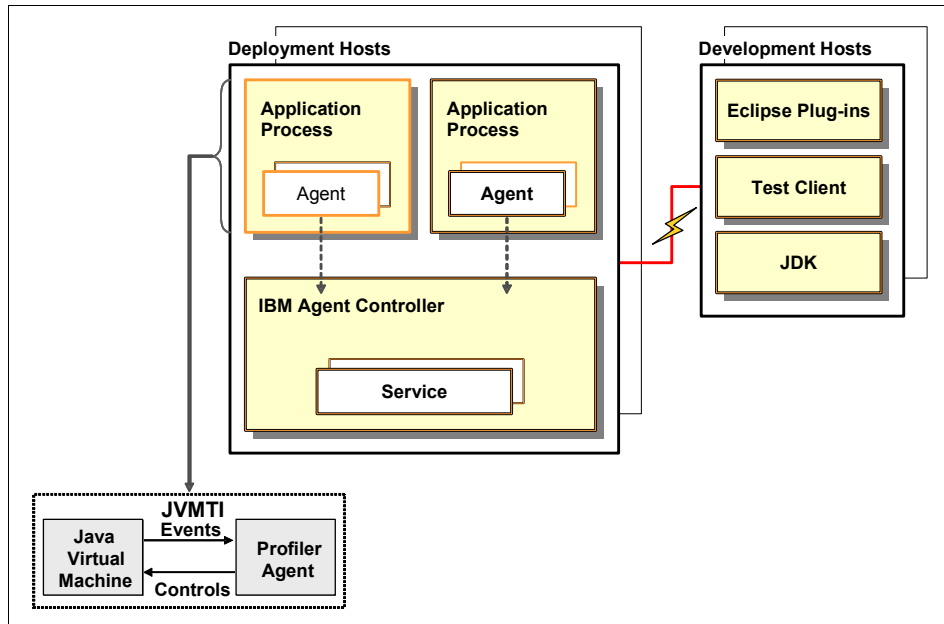 Deployment Hosts
Application
Process
Agent
Application
Process
Agent
IBM Agent Controller
Service
Development Hosts
Eclipse Plug-ins
Test Client
JDK
JVMTI
Java
Virtual
Machine
Events
Controls
Profiler
Agent